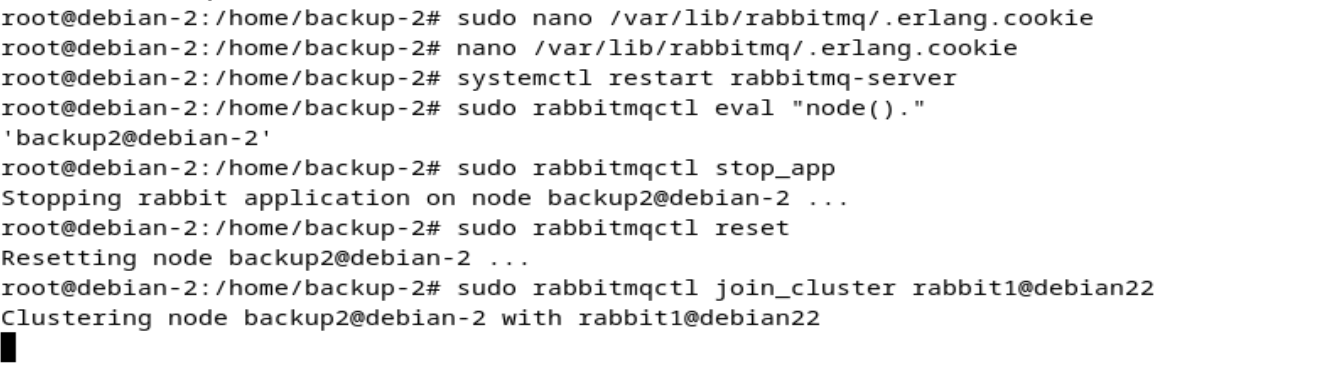 root@debian-2:/home/backup-2# sudo nano /var/lib/rabbitmq/.erlang.cookie
root@debian-2:/home/backup-2# nano /var/lib/rabbitmq/.erlang.cookie
root@debian-2:/home/backup-2# systemctl restart rabbitmq-server
root@debian-2:/home/backup-2# sudo rabbitmqctl eval "node()."
'backup2@debian-2'
root@debian-2:/home/backup-2# sudo rabbitmqctl stop_app
Stopping rabbit application on node backup2@debian-2 ...
root@debian-2:/home/backup-2# sudo rabbitmqctl reset
Resetting node backup2@debian-2 ...
root@debian-2:/home/backup-2# sudo rabbitmqctl join_cluster rabbit1@debian22
Clustering node backup2@debian-2 with rabbit1@debian22